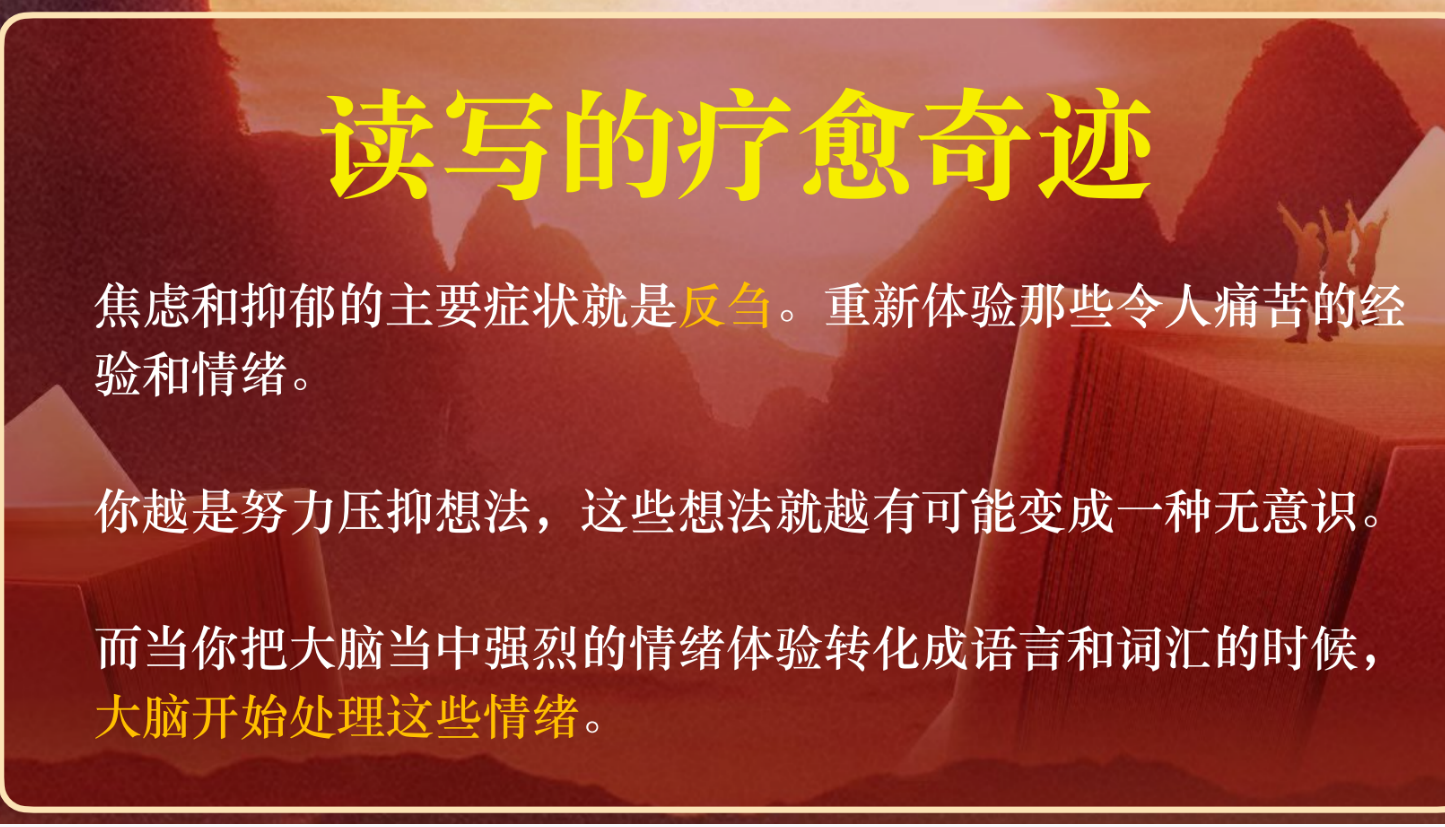 读写的疗愈奇迹
焦虑和抑郁的主要症状就是反刍。重新体验那些令人痛苦的经
验和情绪。
你越是努力压抑想法，这些想法就越有可能变成一种无意识。
而当你把大脑当中强烈的情绪体验转化成语言和词汇的时候，
大脑开始处理这些情绪。